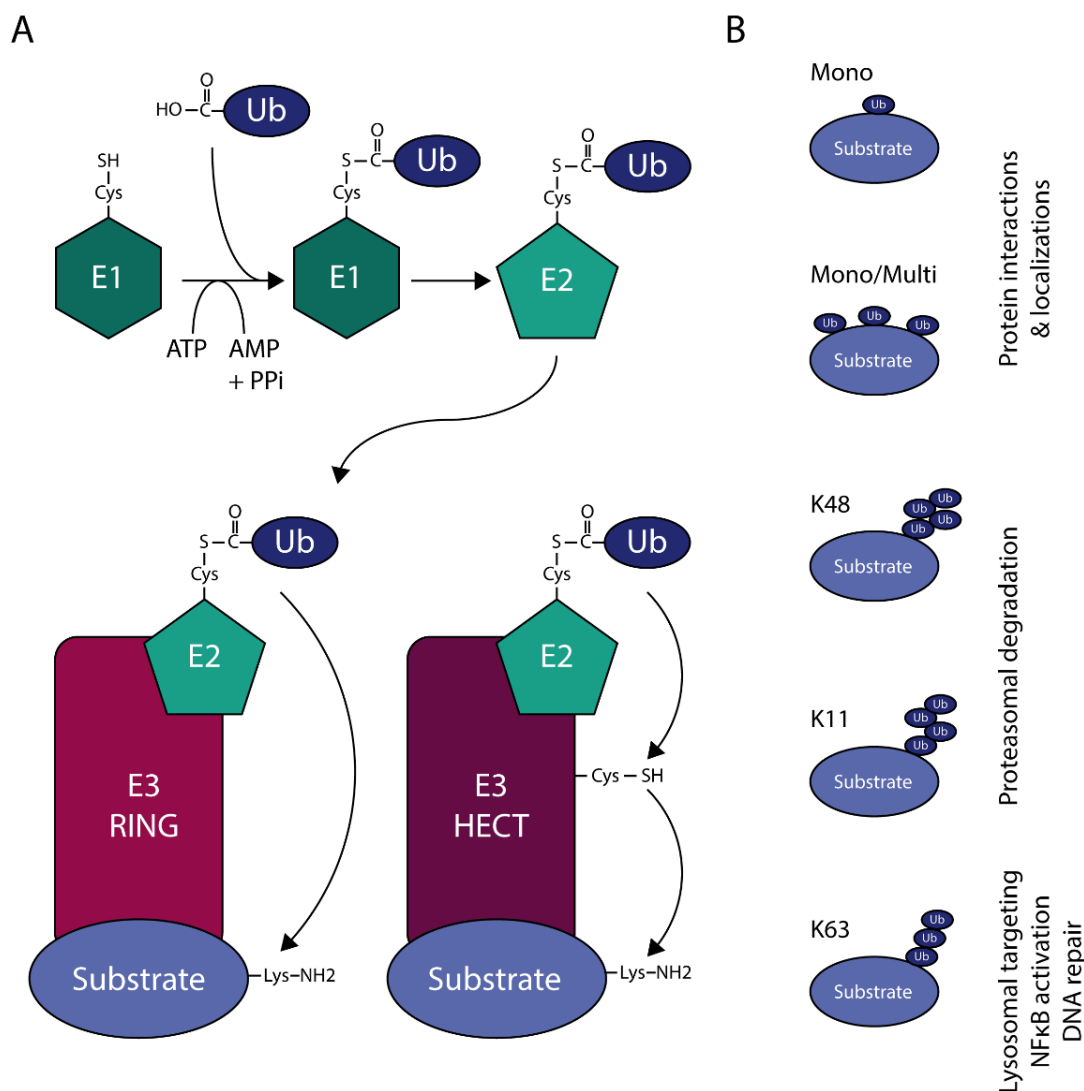 A
O
HO
C
Ub
SH
Cys
E1
ATP
AMP
+ PPi
O
S
C
Ub
Cys
E1
O
S
C
Ub
Cys
E2
O
S
C
Ub
Cys
E2
E3
RING
Substrate
Lys
NH2
O
S
C
Ub
Cys
E2
E3
HECT
Cys
SH
Substrate
Lys
NH2
B
Mono
Ub
Substrate
Mono/Multi
Ub
Ub
Ub
Substrate
Protein interactions
& localizations
K48
Ub
Ub
Ub
Ub
Substrate
K11
Ub
Ub
Ub
Ub
Substrate
Proteasomal degradation
K63
Ub
Ub
Ub
Substrate
Lysosomal targeting
NFκB activation
DNA repair